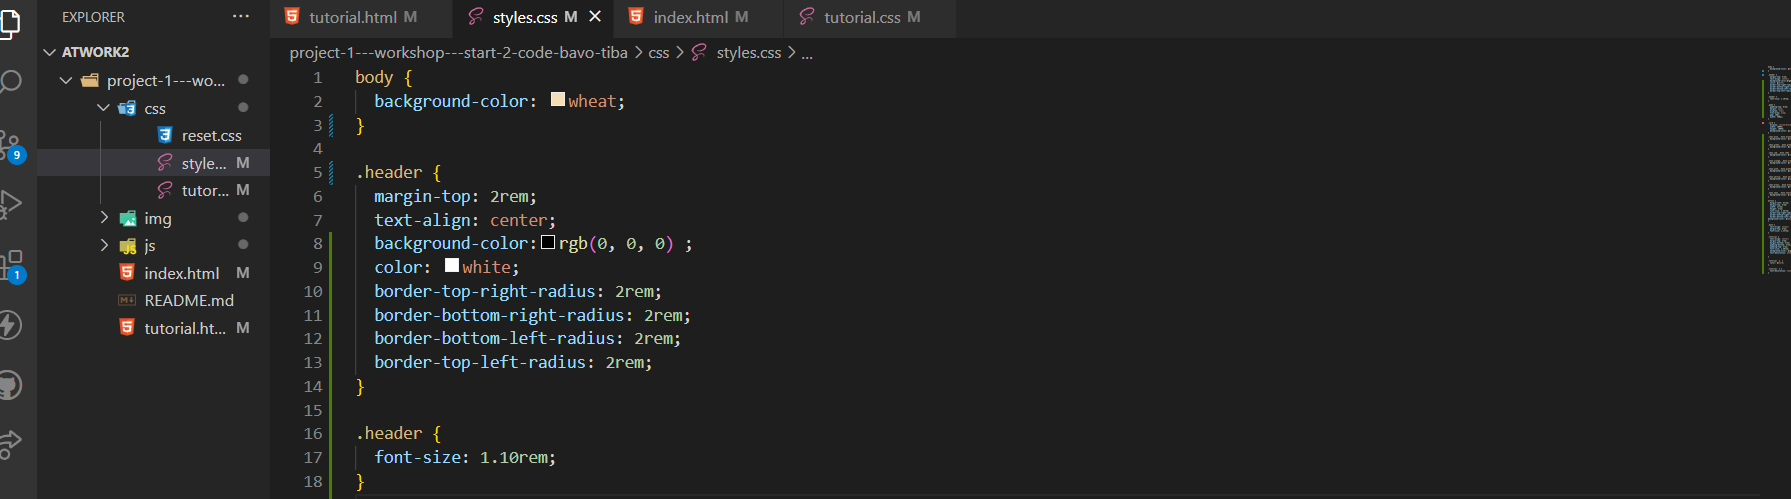 EXPLORER ...
tutorial.html M styles.css M index.html M tutorial.css M
ATWORK2
project-1---workshop---start-2-code-bavo-tiba > css > styles.css > ...
project-1---wo...
css
reset.css
style... M
tutor... M
img
js
index.html M
README.md
tutorial.ht... M
9
1
1 body {
2 background-color: wheat;
3 }
4
5 .header {
6 margin-top: 2rem;
7 text-align: center;
8 background-color: rgb(0, 0, 0) ;
9 color: white;
10 border-top-right-radius: 2rem;
11 border-bottom-right-radius: 2rem;
12 border-bottom-left-radius: 2rem;
13 border-top-left-radius: 2rem;
14 }
15
16 .header {
17 font-size: 1.10rem;
18 }